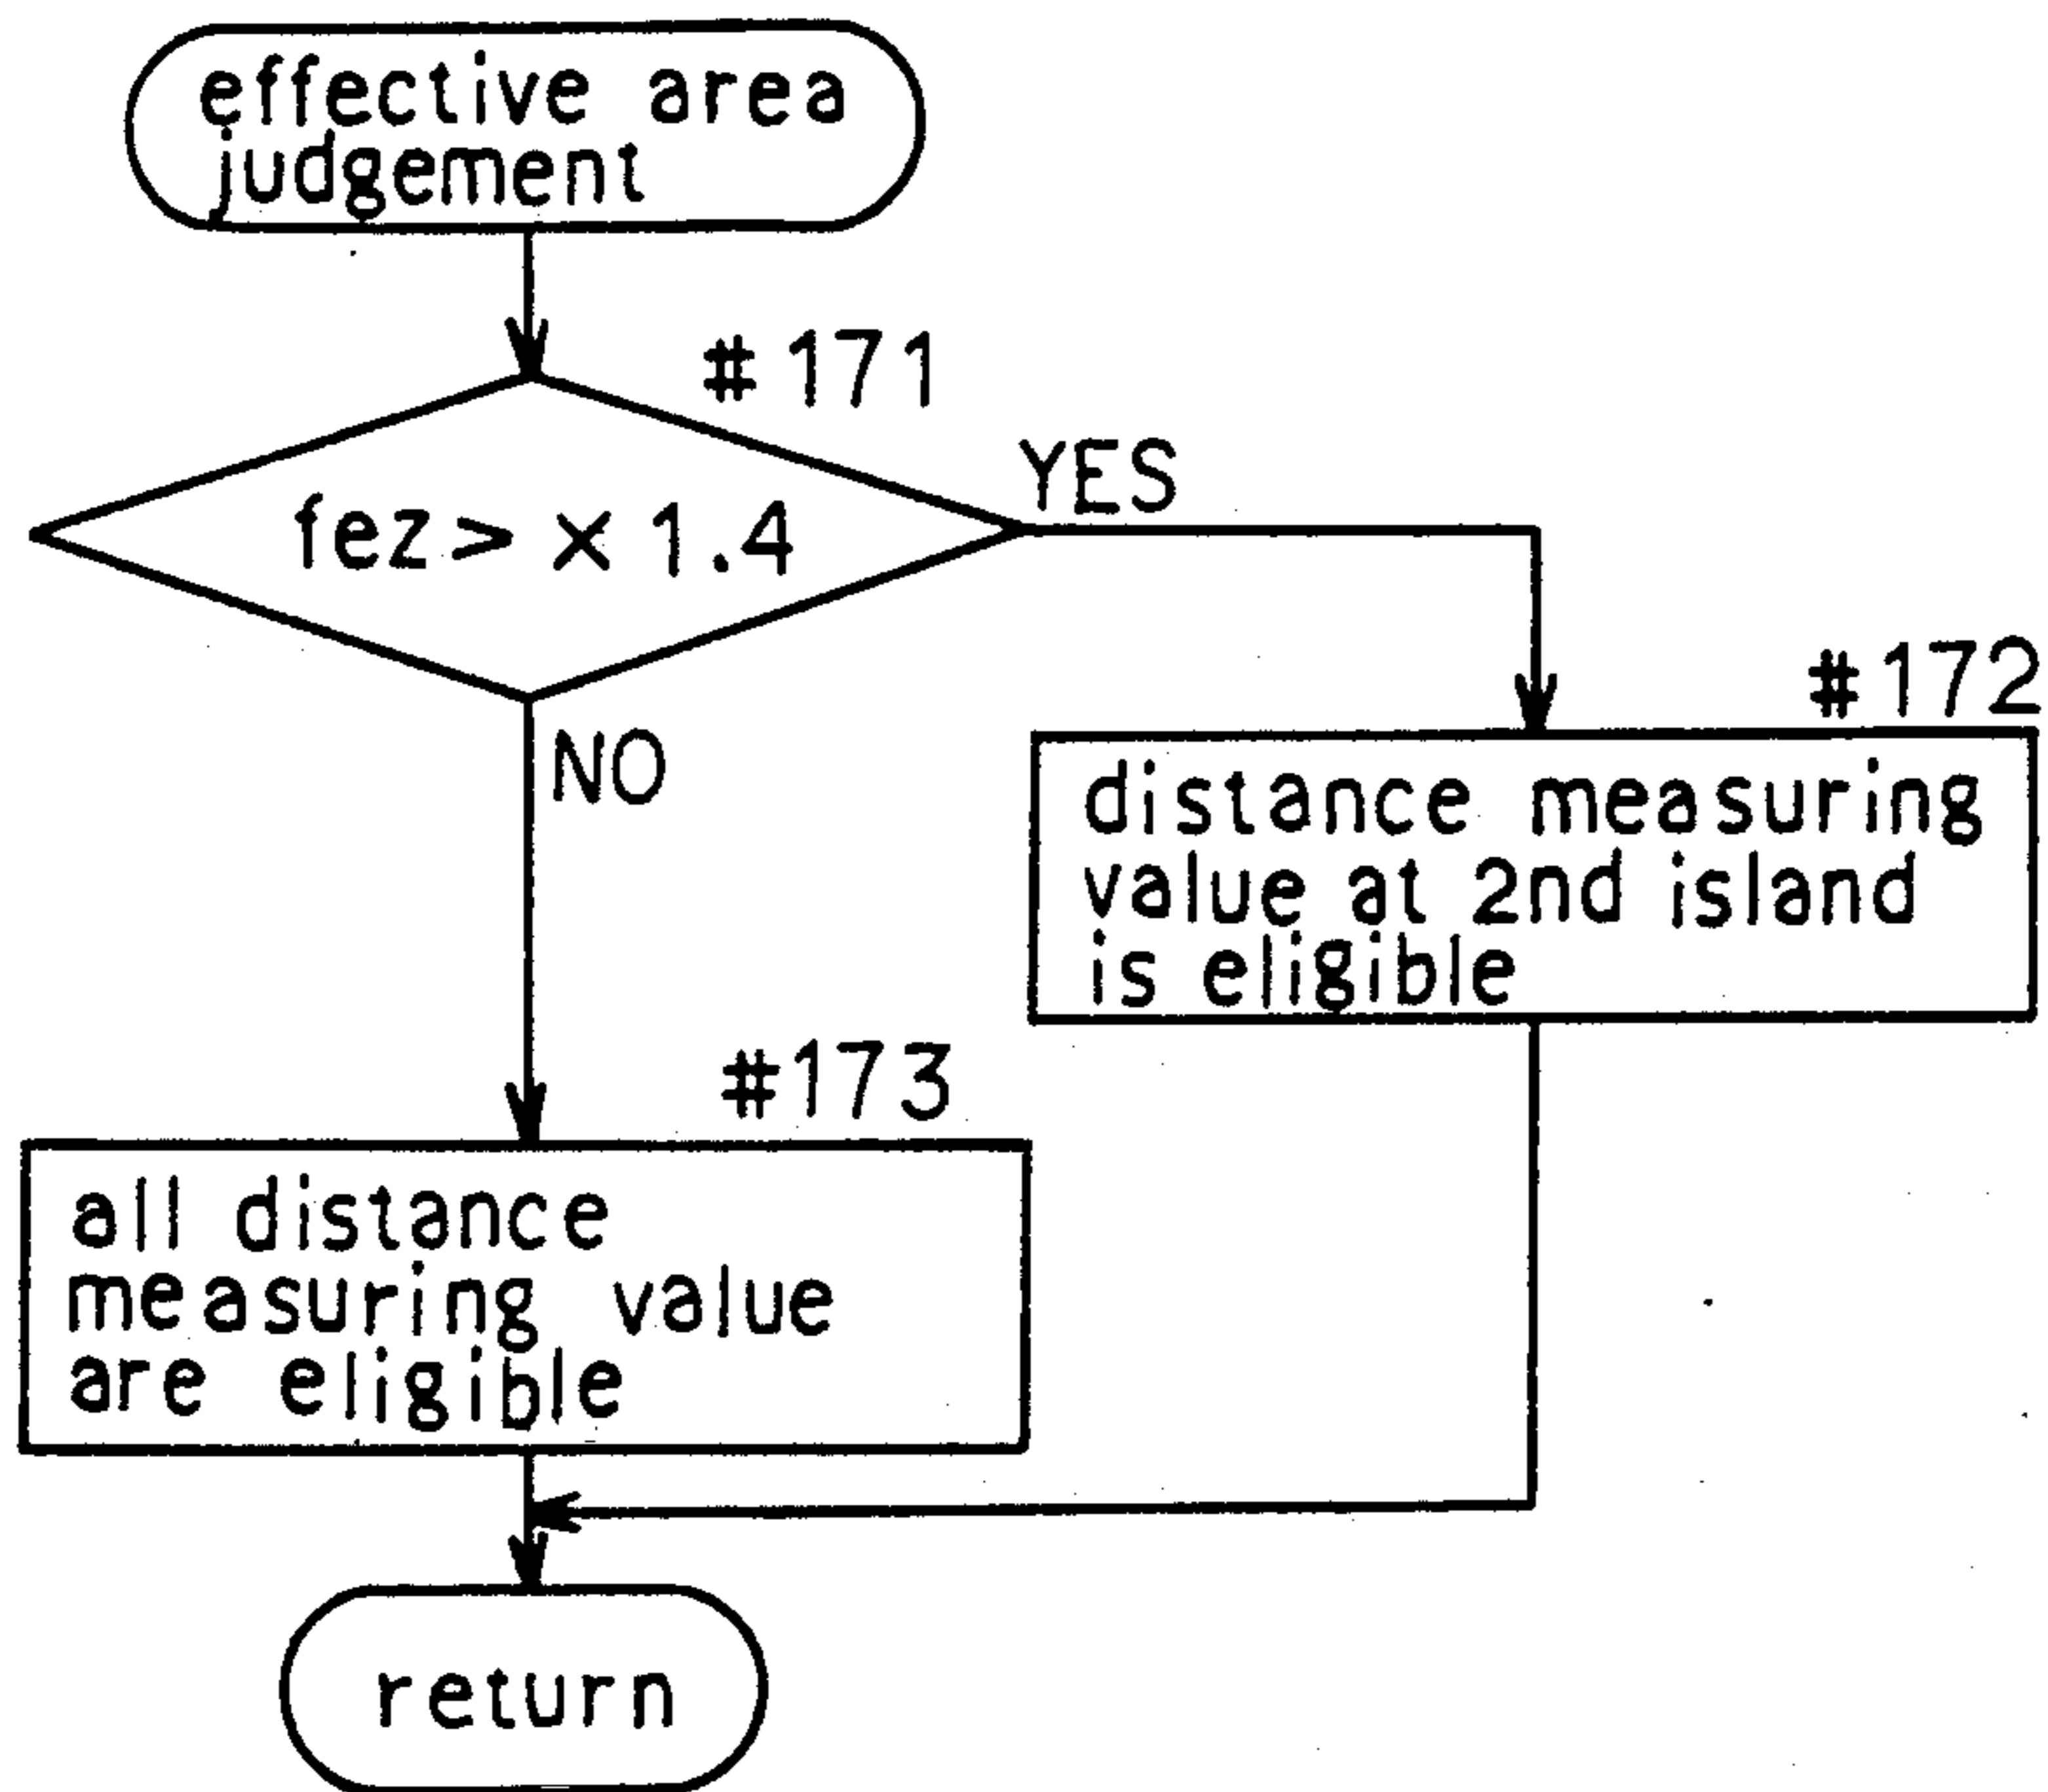 effective area
judgement
#171
fez> × 1.4
YES
NO
#172
distance measuring
value at 2nd island
is eligible
#173
all distance
measuring value
are eligible
return